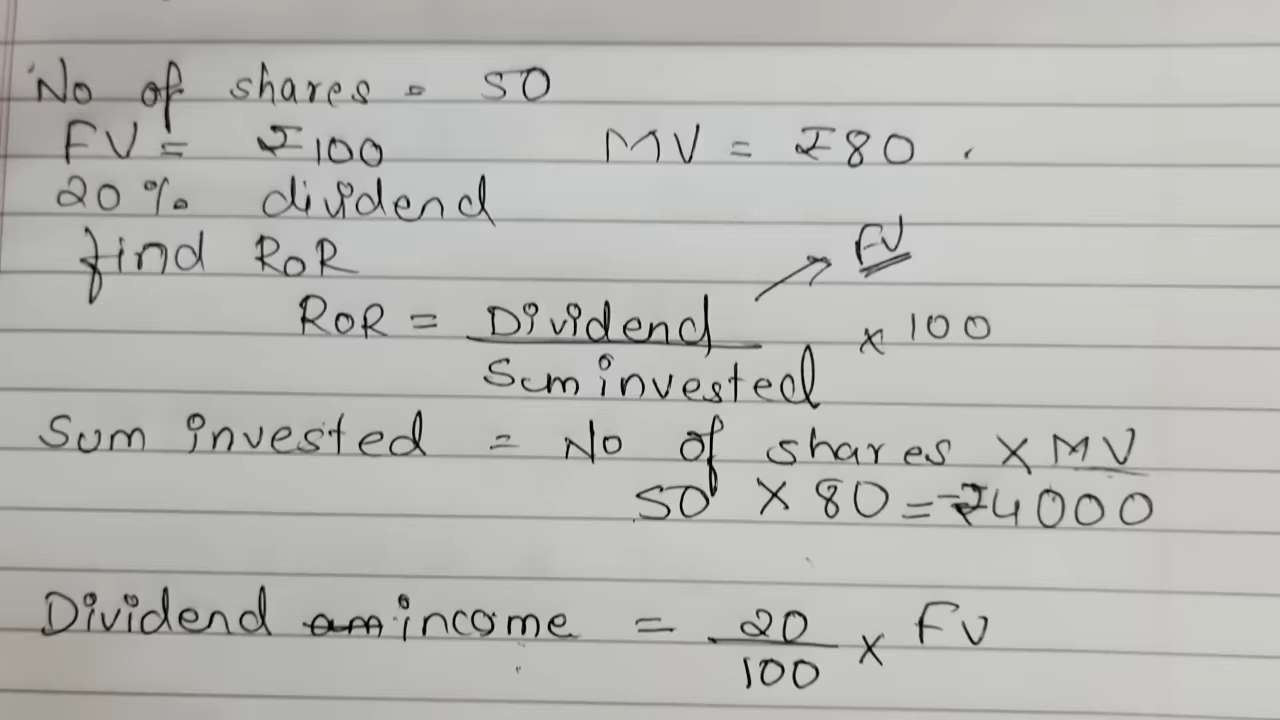 No of shares = 50
FV = ₹100 MV = ₹80 .
20% dividend
find ROR
FV
ROR = Dividend / Sum invested × 100
Sum invested = No of shares × MV
50 × 80 = ₹4000
Dividend income = 20/100 × FV